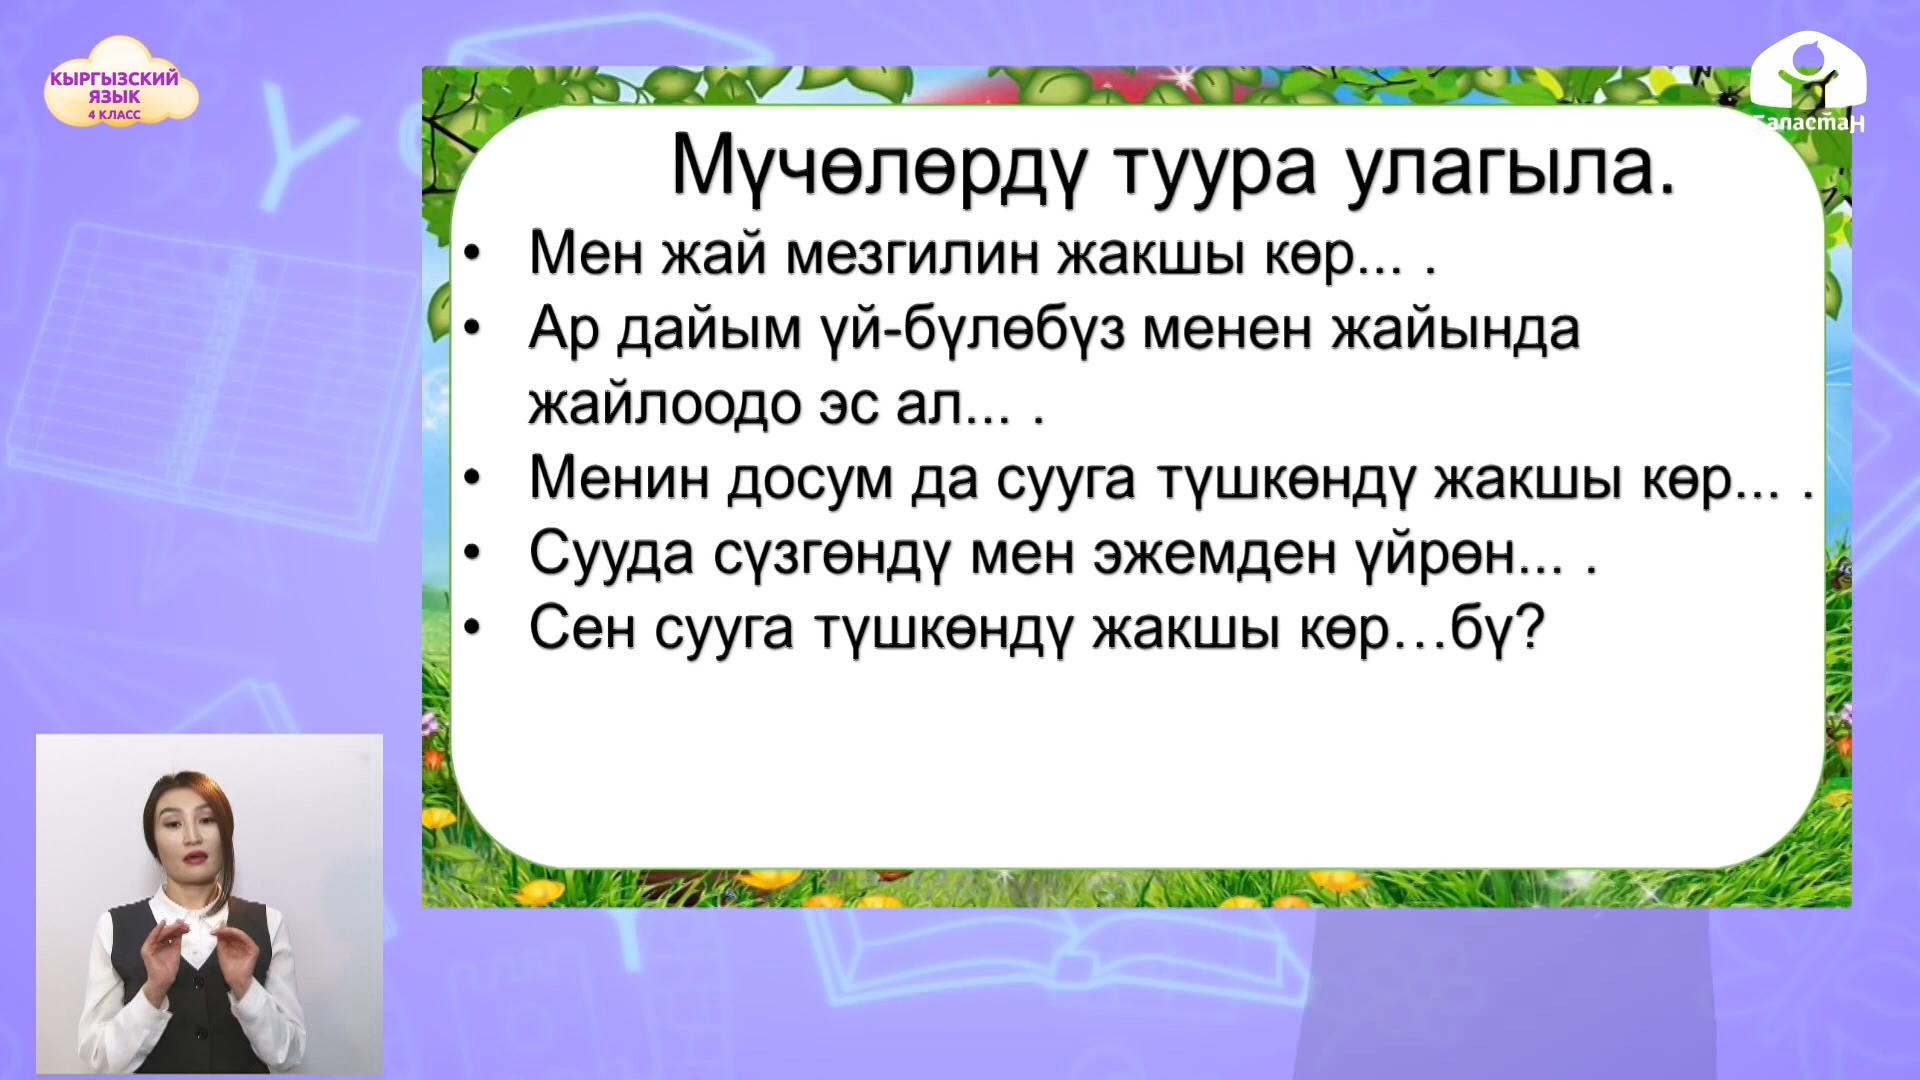 КЫРГЫЗСКИЙ
ЯЗЫК
4 КЛАСС
баластан
Мүчөлөрдү туура улагыла.
• Мен жай мезгилин жакшы көр... .
• Ар дайым үй-бүлөбүз менен жайында
жайлоодо эс ал... .
• Менин досум да сууга түшкөндү жакшы көр... .
• Сууда сүзгөндү мен эжемден үйрөн... .
• Сен сууга түшкөндү жакшы көр…бү?